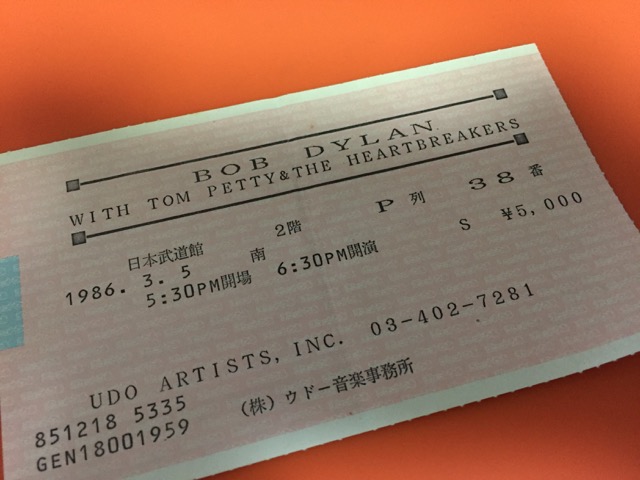 BOB DYLAN
WITH TOM PETTY&THE HEARTBREAKERS
日本武道館 南 2階 P 列 38 番
1986. 3. 5 S ¥5,000
5:30PM開場 6:30PM開演
UDO ARTISTS, INC. 03-402-7281
851218 5335 (株)ウドー音楽事務所
GEN18001959